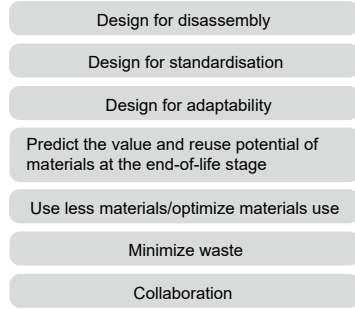 Design for disassembly
Design for standardisation
Design for adaptability
Predict the value and reuse potential of
materials at the end-of-life stage
Use less materials/optimize materials use
Minimize waste
Collaboration